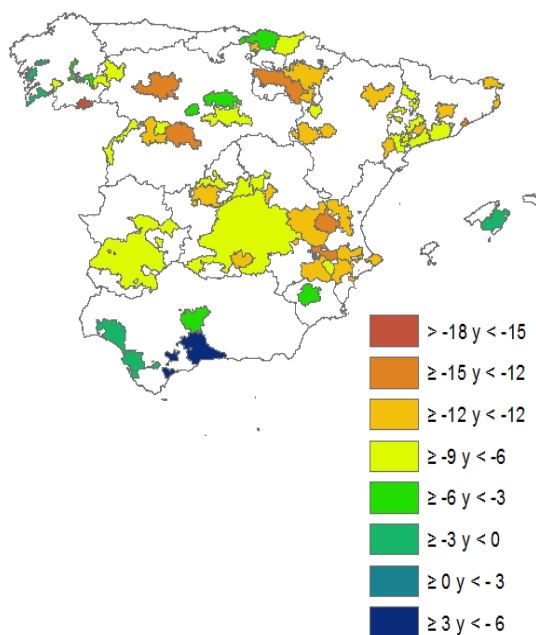 > -18 y < -15
≥ -15 y < -12
≥ -12 y < -12
≥ -9 y < -6
≥ -6 y < -3
≥ -3 y < 0
≥ 0 y < - 3
≥ 3 y < -6